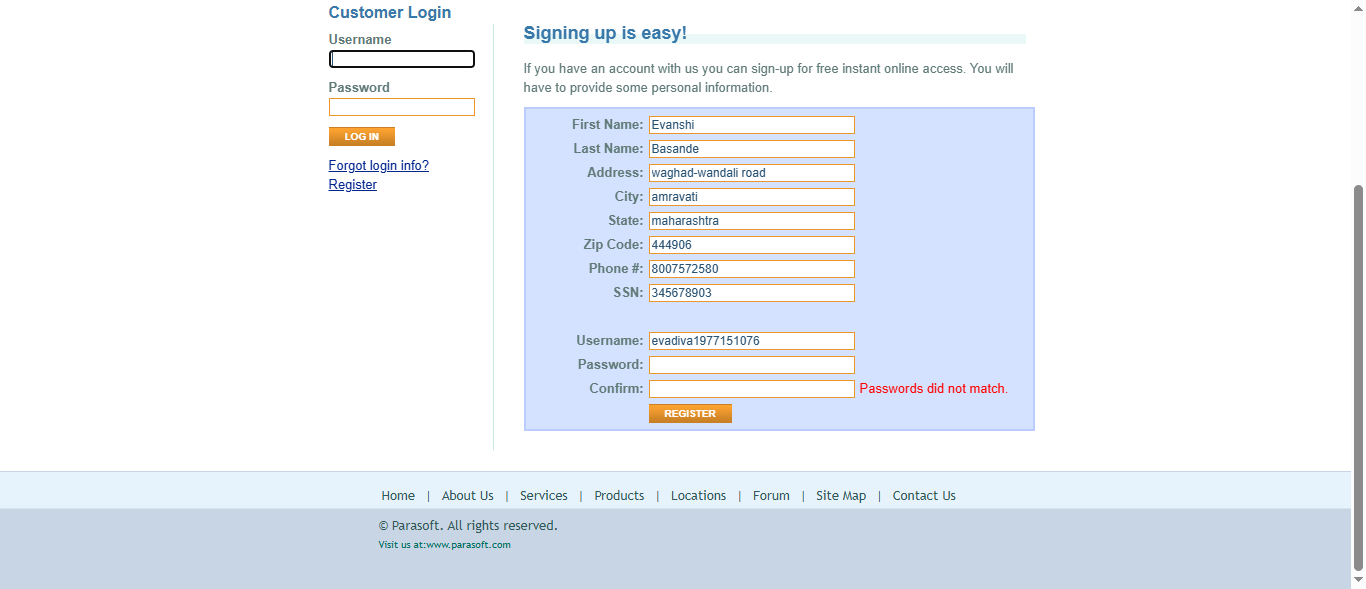 Customer Login
Username
Password
LOG IN
Forgot login info?
Register
Signing up is easy!
If you have an account with us you can sign-up for free instant online access. You will
have to provide some personal information.
First Name: Evanshi
Last Name: Basande
Address: waghad-wandali road
City: amravati
State: maharashtra
Zip Code: 444906
Phone #: 8007572580
SSN: 345678903
Username: evadiva1977151076
Password:
Confirm: Passwords did not match.
REGISTER
Home | About Us | Services | Products | Locations | Forum | Site Map | Contact Us
© Parasoft. All rights reserved.
Visit us at:www.parasoft.com